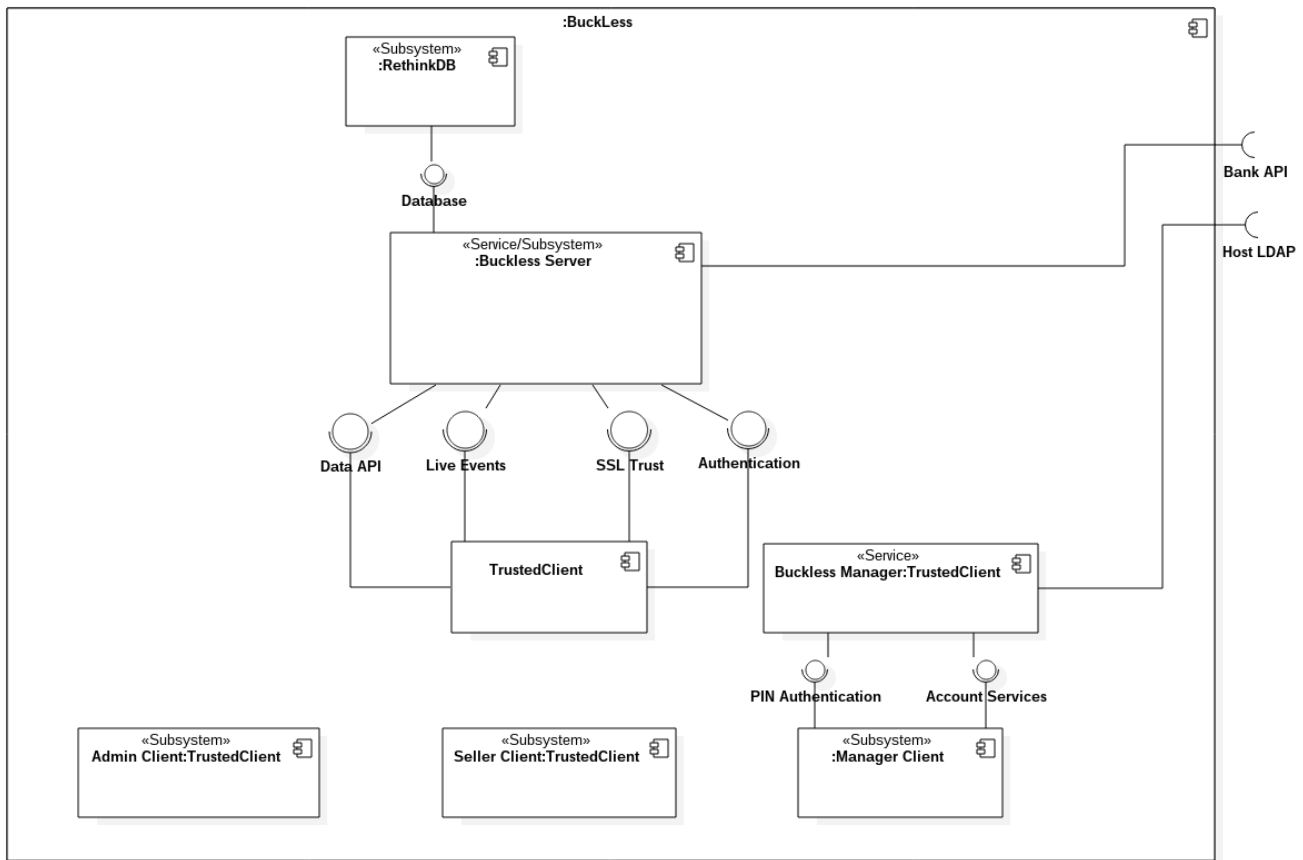 :BuckLess
«Subsystem»
:RethinkDB
Bank API
Database
«Service/Subsystem»
:Buckless Server
Host LDAP
Data API
Live Events
SSL Trust
Authentication
TrustedClient
«Service»
Buckless Manager:TrustedClient
PIN Authentication
Account Services
«Subsystem»
Admin Client:TrustedClient
«Subsystem»
Seller Client:TrustedClient
«Subsystem»
:Manager Client